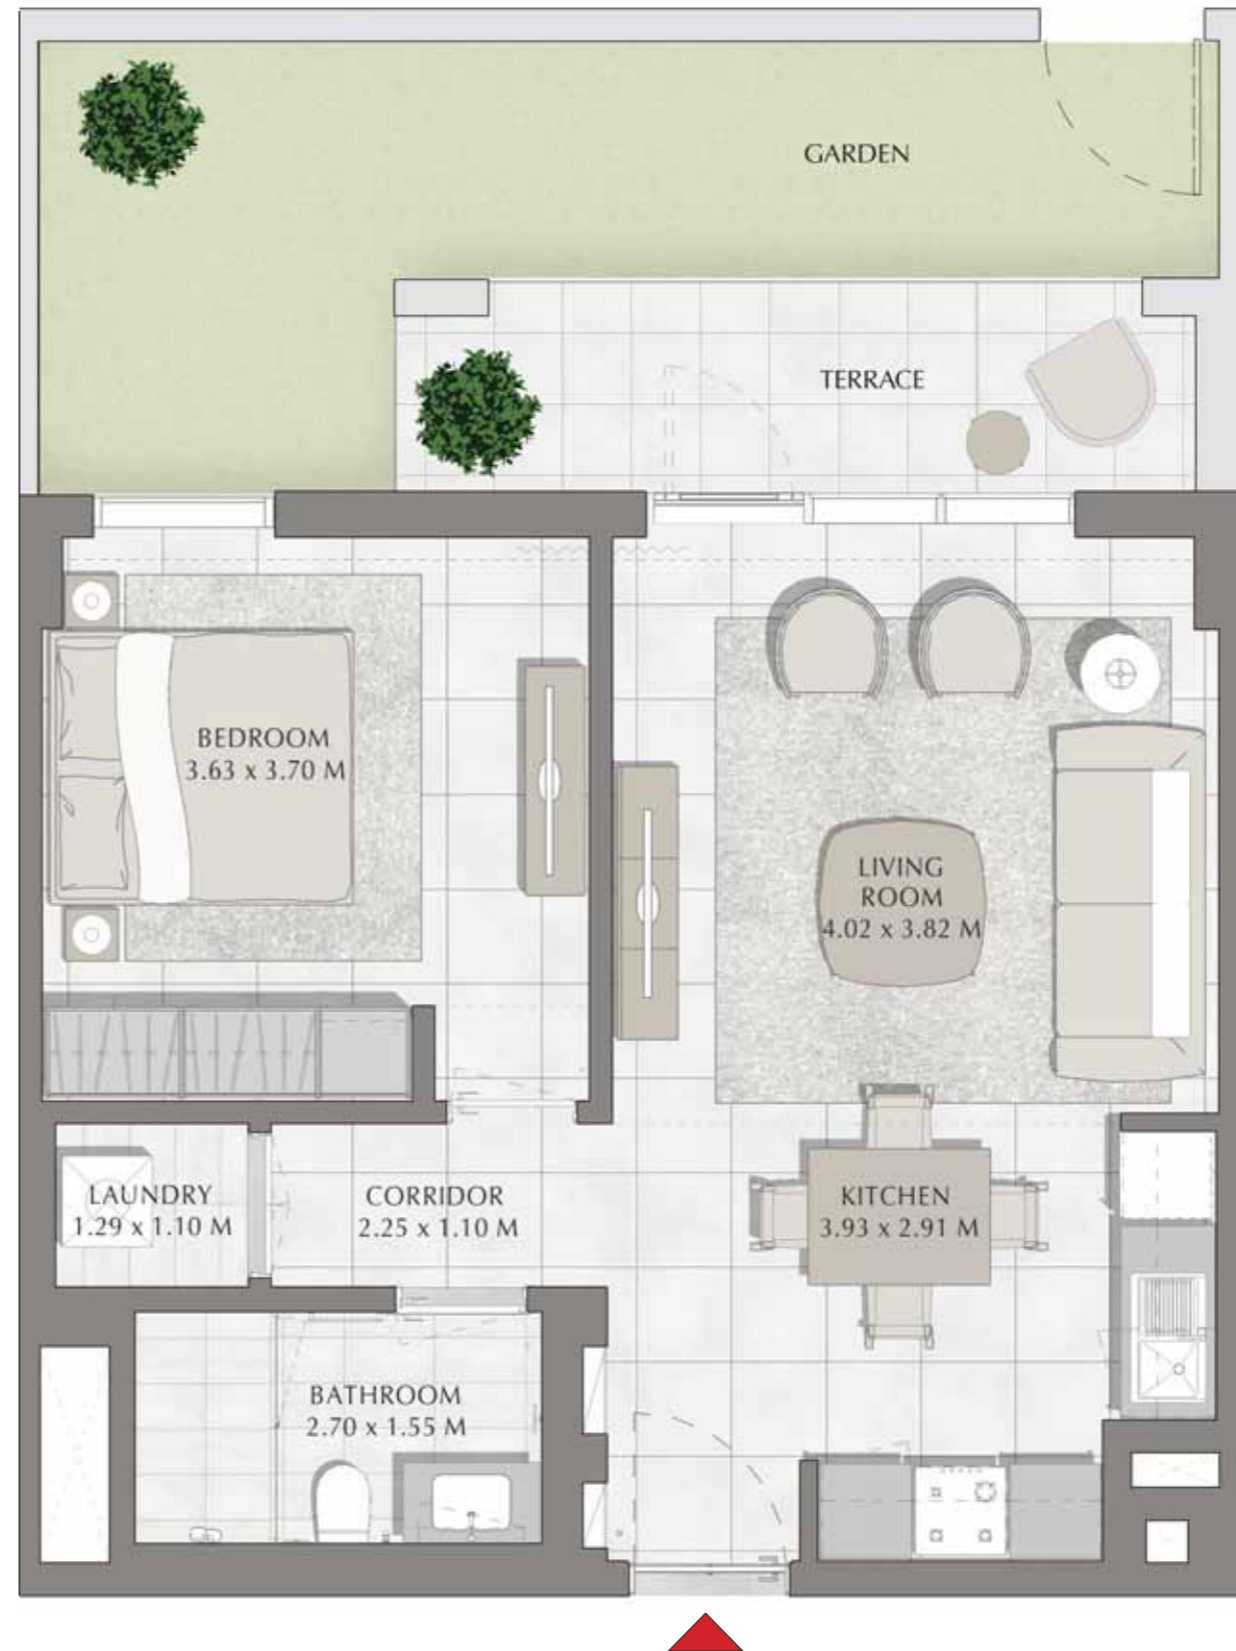 GARDEN
TERRACE
BEDROOM
3.63 x 3.70 M
LIVING
ROOM
4.02 x 3.82 M
LAUNDRY
1.29 x 1.10 M
CORRIDOR
2.25 x 1.10 M
KITCHEN
3.93 x 2.91 M
BATHROOM
2.70 x 1.55 M